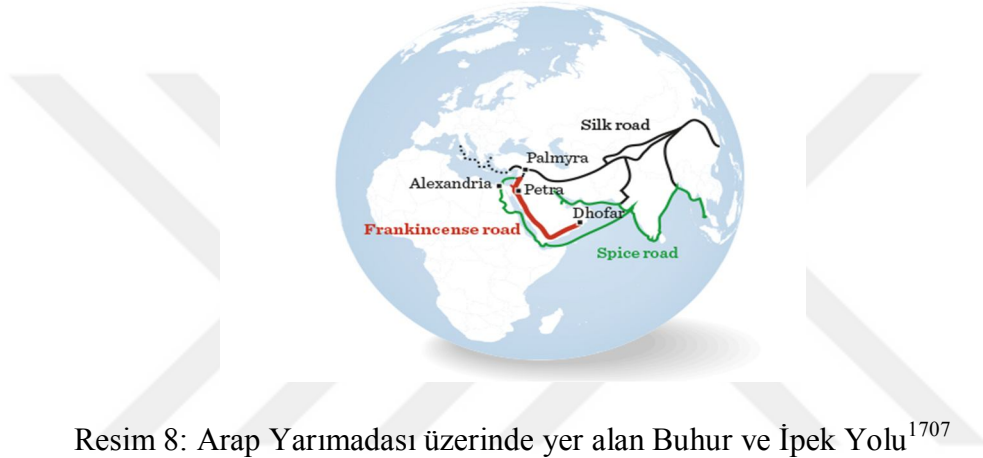 Silk road
Palmyra
Alexandria
Petra
Dhofar
Frankincense road
Spice road
Resim 8: Arap Yarımadası üzerinde yer alan Buhur ve İpek Yolu1707